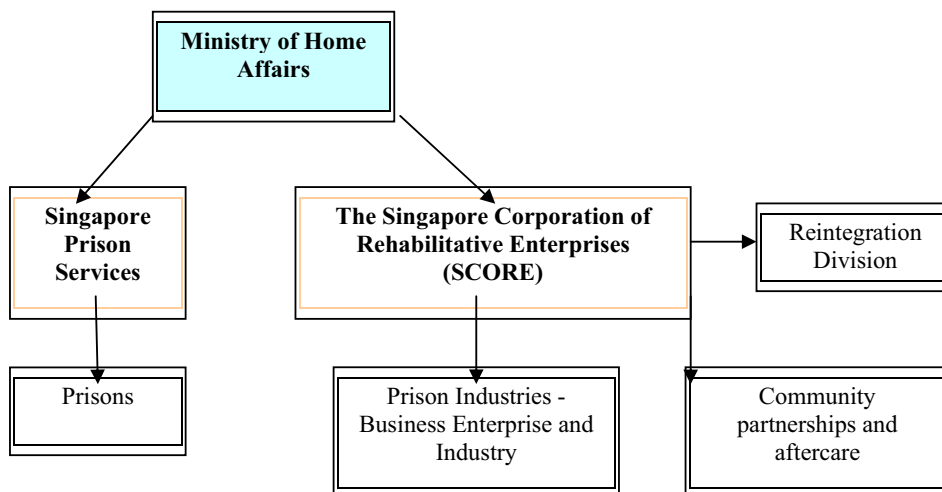 Ministry of Home
Affairs
Singapore
Prison
Services
The Singapore Corporation of
Rehabilitative Enterprises
(SCORE)
Reintegration
Division
Prisons
Prison Industries -
Business Enterprise and
Industry
Community
partnerships and
aftercare